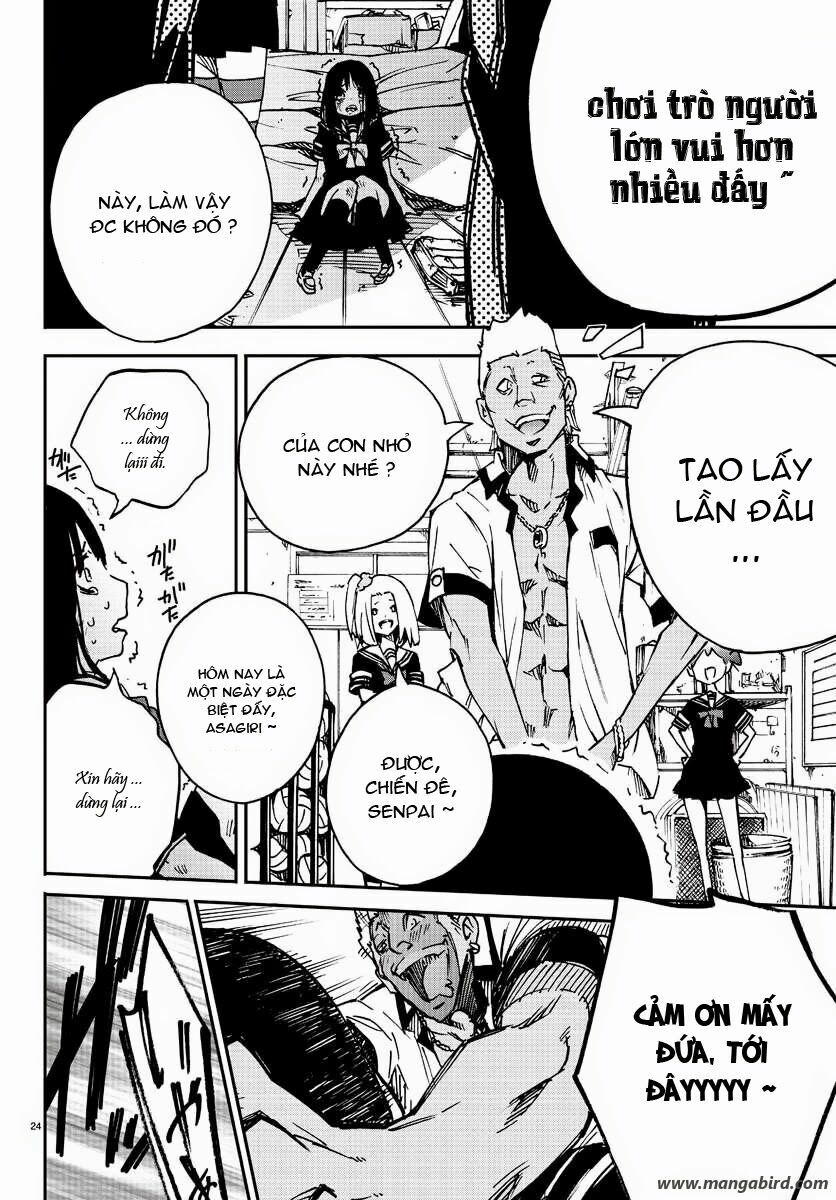 chơi trò người
lớn vui hơn
nhiều đấy ~
NÀY, LÀM VẬY
ĐC KHÔNG ĐÓ ?
TAO LẤY
LẦN ĐẦU
...
CỦA CON NHỎ
NÀY NHÉ ?
Không
... dừng
lạiii đi.
HÔM NAY LÀ
MỘT NGÀY ĐẶC
BIỆT ĐẤY,
ASAGIRI ~
ĐƯỢC,
CHIẾN ĐÊ,
SENPAI ~
Xin hãy ...
dừng lại ...
CẢM ƠN MẤY
ĐỨA, TỚI
ĐÂYYYYY ~
24
www.mangabird.com